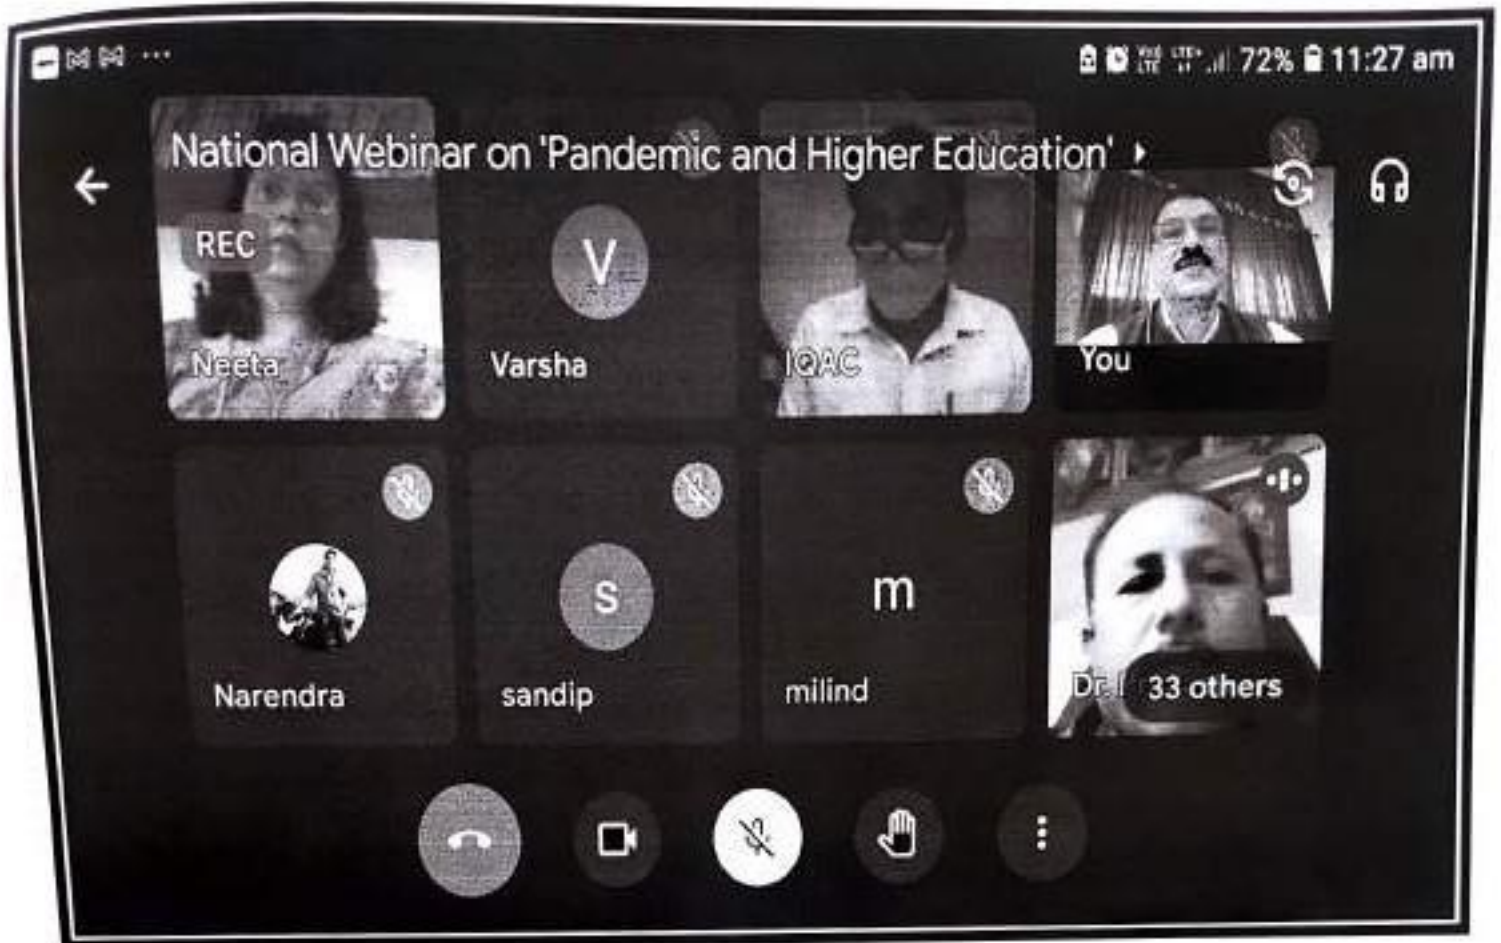 72% 11:27 am
National Webinar on 'Pandemic and Higher Education'
REC
V
Neeta
Varsha
IQAC
You
s
m
Narendra
sandip
milind
Dr.
33 others